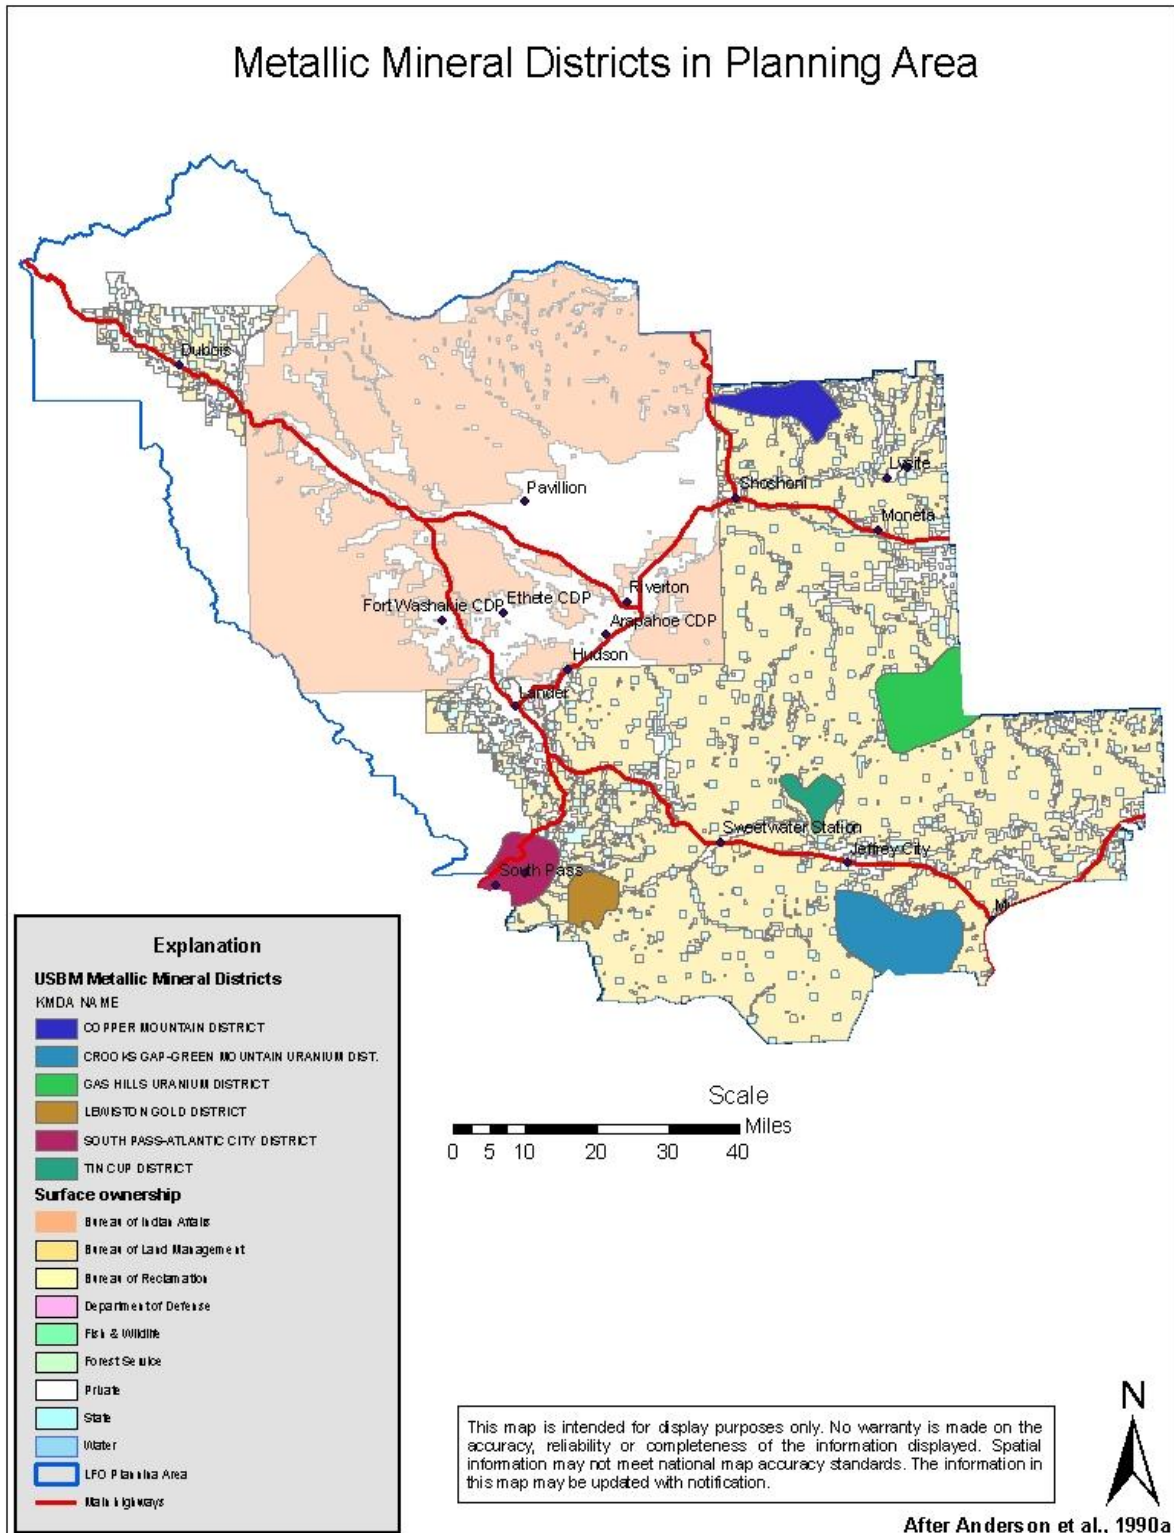 Metallic Mineral Districts in Planning Area
Dubois
Pavillion
Shoshoni
Lysite
Moneta
Fort Washakie CDP
Ethete CDP
Riverton
Arapahoe CDP
Hudson
Lander
Sweetwater Station
Jeffrey City
South Pass
Explanation
USBM Metallic Mineral Districts
KMDA NAME
COPPER MOUNTAIN DISTRICT
CROOKS GAP-GREEN MOUNTAIN URANIUM DIST.
GAS HILLS URANIUM DISTRICT
LEWISTON GOLD DISTRICT
SOUTH PASS-ATLANTIC CITY DISTRICT
TIN CUP DISTRICT
Surface ownership
Bureau of Indian Affairs
Bureau of Land Management
Bureau of Reclamation
Department of Defense
Fish & Wildlife
Forest Service
Private
State
Water
LFO Planning Area
Main highways
Scale
Miles
0 5 10 20 30 40
N
This map is intended for display purposes only. No warranty is made on the
accuracy, reliability or completeness of the information displayed. Spatial
information may not meet national map accuracy standards. The information in
this map may be updated with notification.
After Anderson et al., 1990a